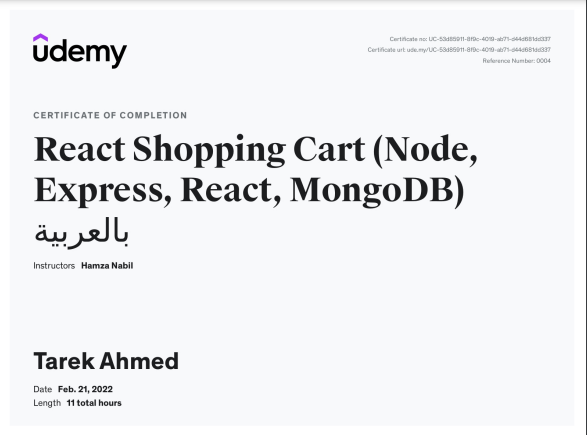 udemy
Certificate no: UC-53d85911-8f9c-4019-ab71-d44d681dd337
Certificate url: ude.my/UC-53d85911-8f9c-4019-ab71-d44d681dd337
Reference Number: 0004
CERTIFICATE OF COMPLETION
React Shopping Cart (Node,
Express, React, MongoDB)
بالعربية
Instructors Hamza Nabil
Tarek Ahmed
Date Feb. 21, 2022
Length 11 total hours